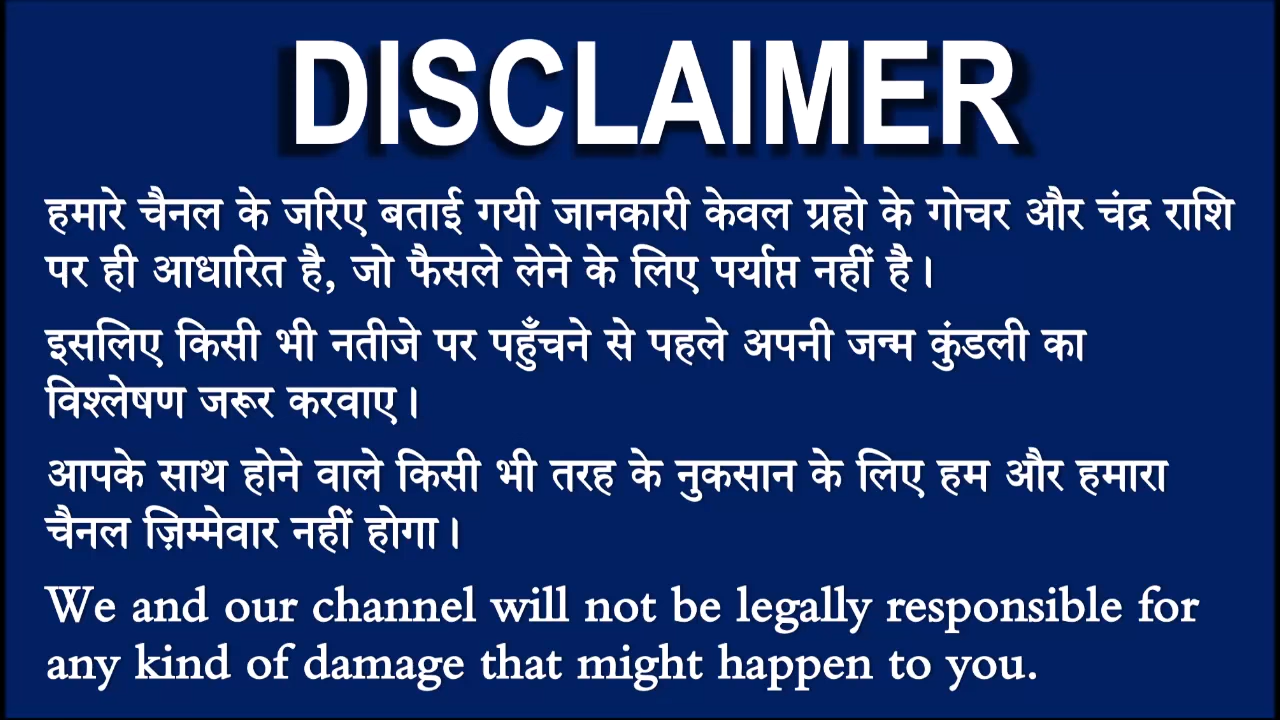 DISCLAIMER
हमारे चैनल के जरिए बताई गयी जानकारी केवल ग्रहो के गोचर और चंद्र राशि
पर ही आधारित है, जो फैसले लेने के लिए पर्याप्त नहीं है।
इसलिए किसी भी नतीजे पर पहुँचने से पहले अपनी जन्म कुंडली का
विश्लेषण जरूर करवाए।
आपके साथ होने वाले किसी भी तरह के नुकसान के लिए हम और हमारा
चैनल ज़िम्मेवार नहीं होगा।
We and our channel will not be legally responsible for
any kind of damage that might happen to you.